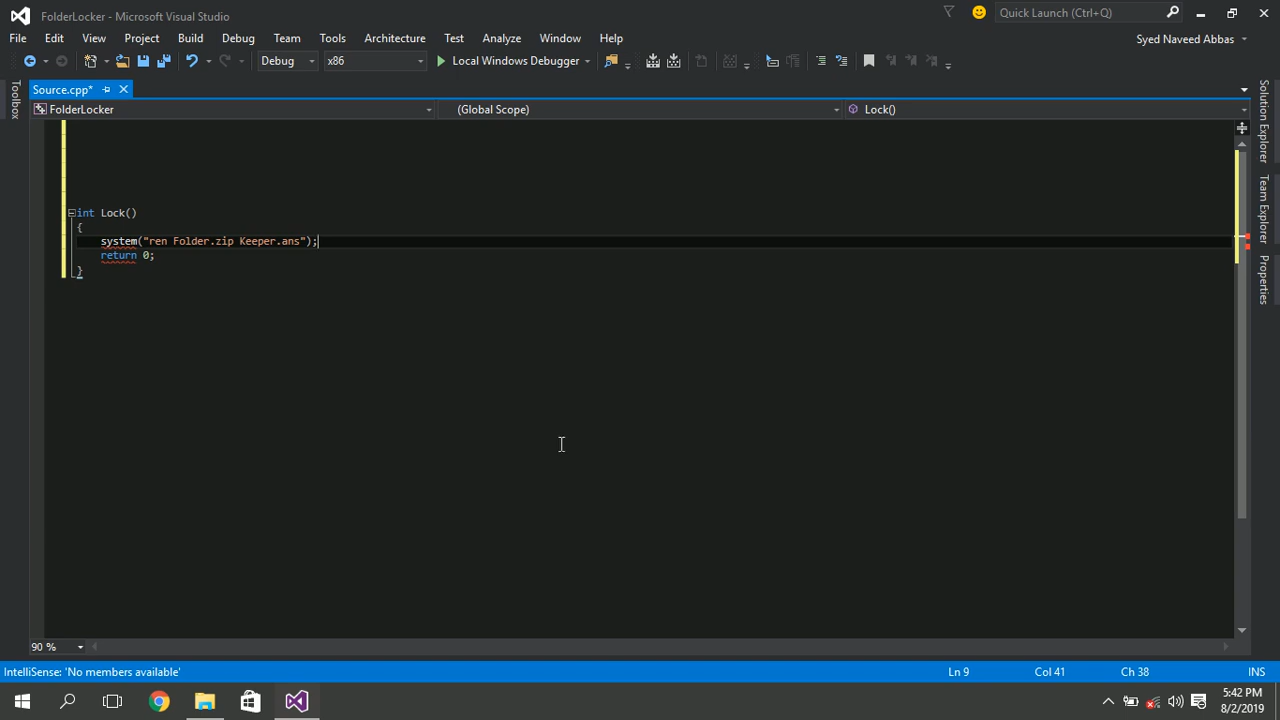 FolderLocker - Microsoft Visual Studio
Quick Launch (Ctrl+Q)
File Edit View Project Build Debug Team Tools Architecture Test Analyze Window Help
Syed Naveed Abbas
Debug x86 Local Windows Debugger
Toolbox
Source.cpp*
FolderLocker (Global Scope) Lock()
int Lock()
{
system("ren Folder.zip Keeper.ans");
return 0;
}
Solution Explorer
Team Explorer
Properties
90 %
IntelliSense: 'No members available' Ln 9 Col 41 Ch 38 INS
5:42 PM
8/2/2019